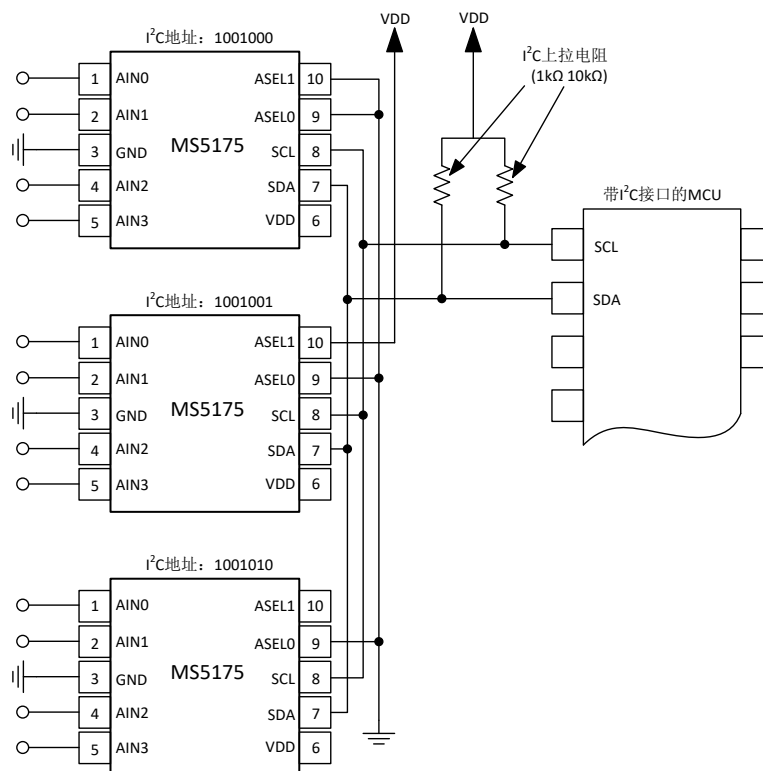 I²C地址：1001000
1 AIN0 ASEL1 10
2 AIN1 ASEL0 9
3 GND MS5175 SCL 8
4 AIN2 SDA 7
5 AIN3 VDD 6
VDD
VDD
I²C上拉电阻
(1kΩ 10kΩ)
带I²C接口的MCU
SCL
SDA
I²C地址：1001001
1 AIN0 ASEL1 10
2 AIN1 ASEL0 9
3 GND MS5175 SCL 8
4 AIN2 SDA 7
5 AIN3 VDD 6
I²C地址：1001010
1 AIN0 ASEL1 10
2 AIN1 ASEL0 9
3 GND MS5175 SCL 8
4 AIN2 SDA 7
5 AIN3 VDD 6